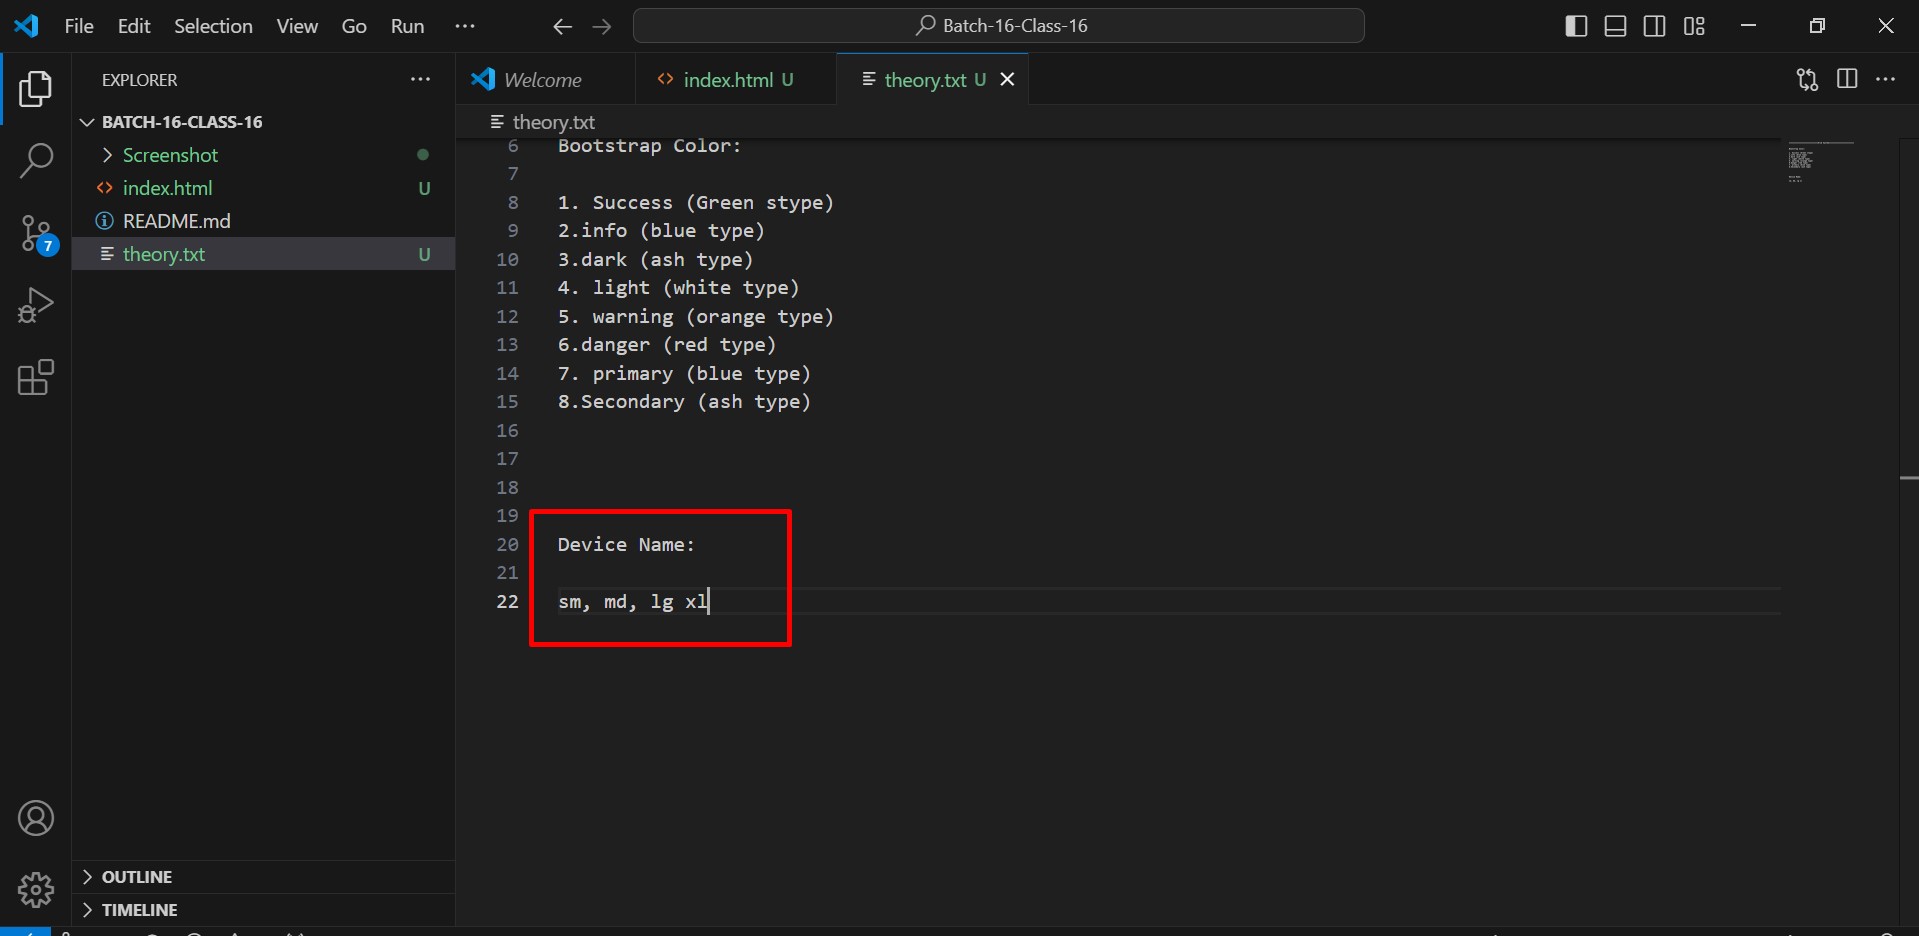 File Edit Selection View Go Run ···
Batch-16-Class-16
EXPLORER
Welcome
index.html U
theory.txt U
BATCH-16-CLASS-16
Screenshot
index.html U
README.md
theory.txt U
7
OUTLINE
TIMELINE
theory.txt
6 Bootstrap Color:
7
8 1. Success (Green stype)
9 2.info (blue type)
10 3.dark (ash type)
11 4. light (white type)
12 5. warning (orange type)
13 6.danger (red type)
14 7. primary (blue type)
15 8.Secondary (ash type)
16
17
18
19
20 Device Name:
21
22 sm, md, lg xl